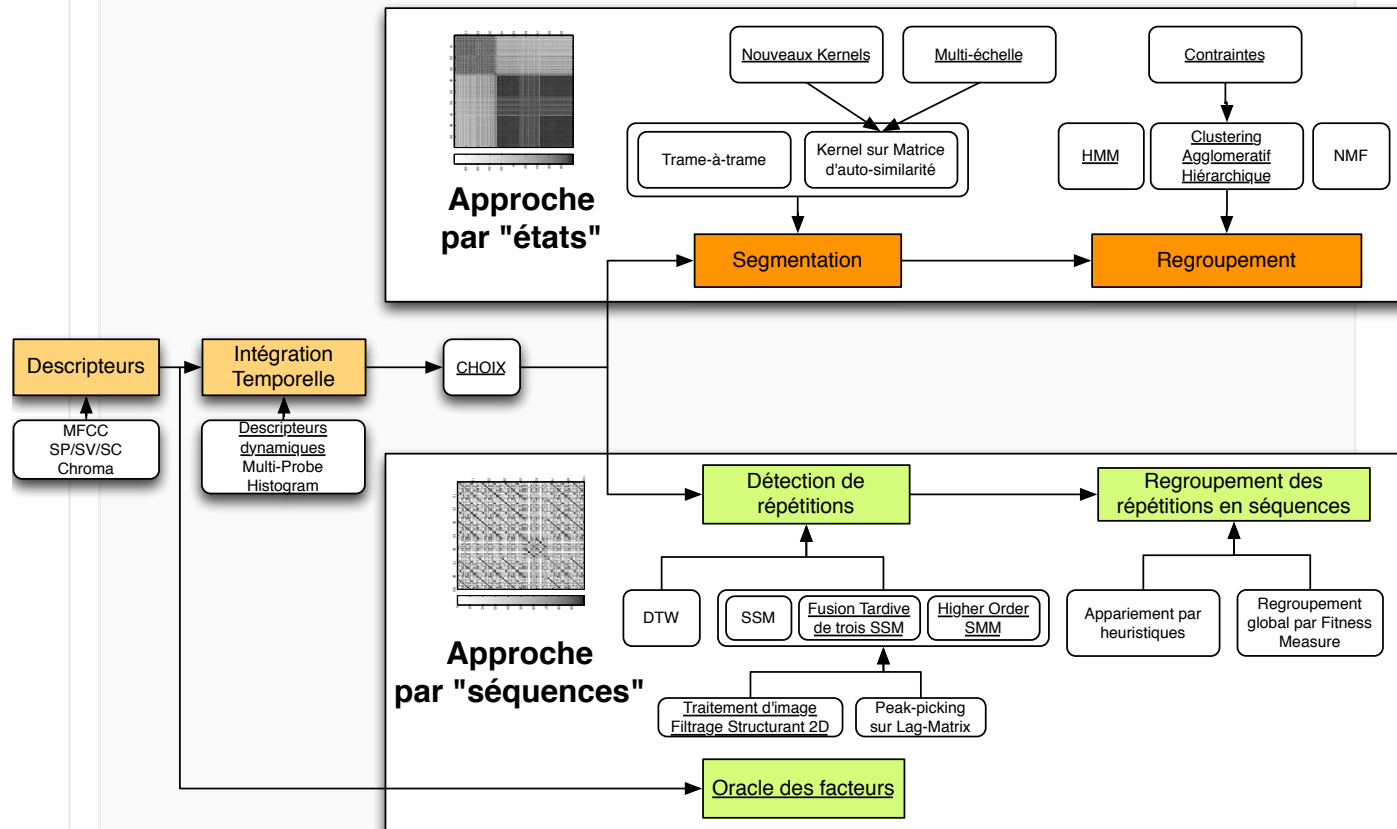 Nouveaux Kernels
Multi-échelle
Contraintes
Trame-à-trame
Kernel sur Matrice
d'auto-similarité
HMM
Clustering
Agglomeratif
Hiérarchique
NMF
Approche
par "états"
Segmentation
Regroupement
Descripteurs
Intégration
Temporelle
CHOIX
MFCC
SP/SV/SC
Chroma
Descripteurs
dynamiques
Multi-Probe
Histogram
Détection de
répétitions
Regroupement des
répétitions en séquences
DTW
SSM
Fusion Tardive
de trois SSM
Higher Order
SMM
Appariement par
heuristiques
Regroupement
global par Fitness
Measure
Approche
par "séquences"
Traitement d'image
Filtrage Structurant 2D
Peak-picking
sur Lag-Matrix
Oracle des facteurs